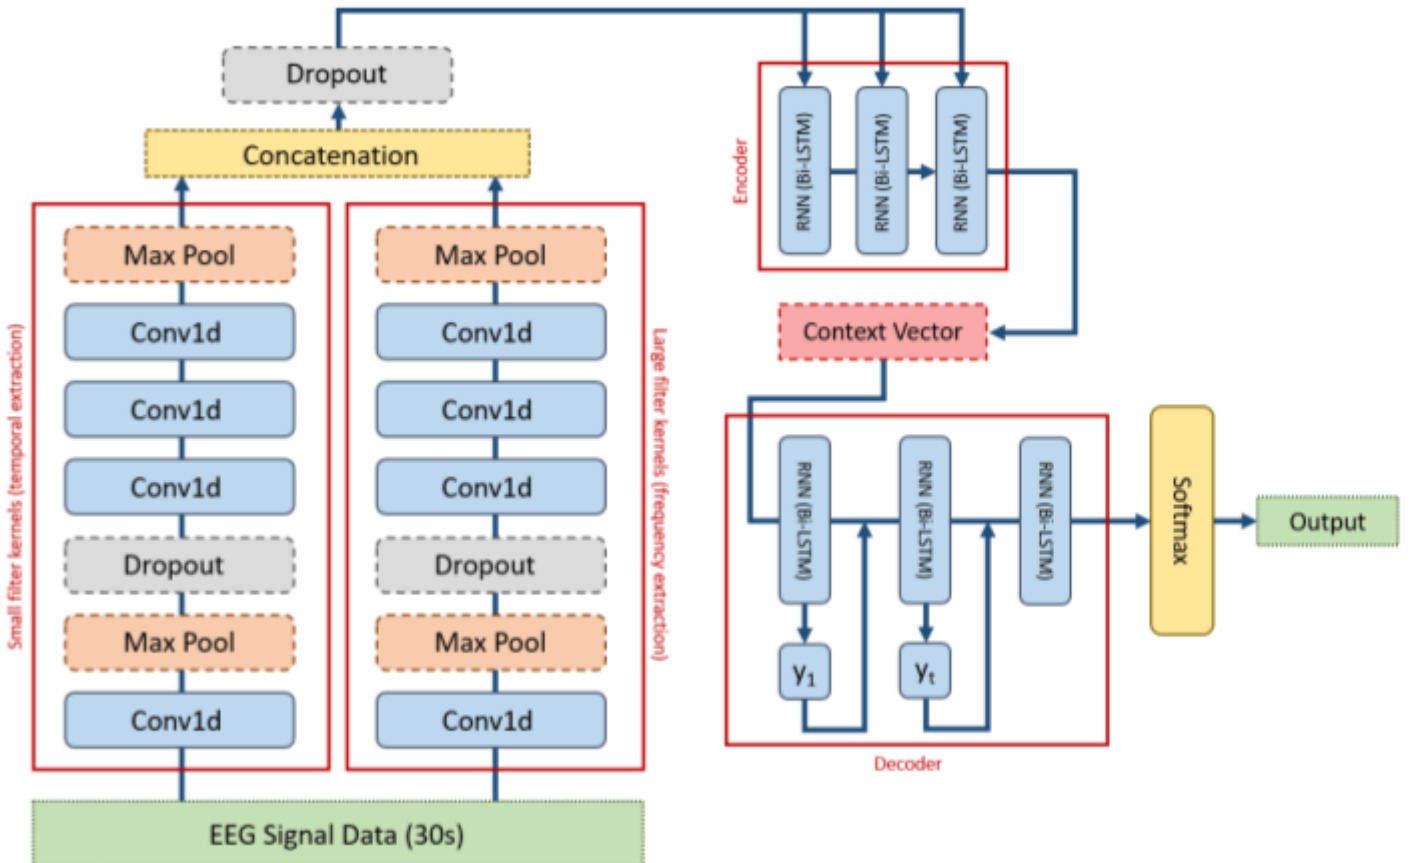 Dropout
Concatenation
Max Pool
Conv1d
Conv1d
Conv1d
Dropout
Max Pool
Conv1d
Small filter kernels (temporal extraction)
Max Pool
Conv1d
Conv1d
Conv1d
Dropout
Max Pool
Conv1d
Large filter kernels (frequency extraction)
EEG Signal Data (30s)
Encoder
RNN (Bi-LSTM)
RNN (Bi-LSTM)
RNN (Bi-LSTM)
Context Vector
RNN (Bi-LSTM)
RNN (Bi-LSTM)
RNN (Bi-LSTM)
y₁
yₜ
Decoder
Softmax
Output